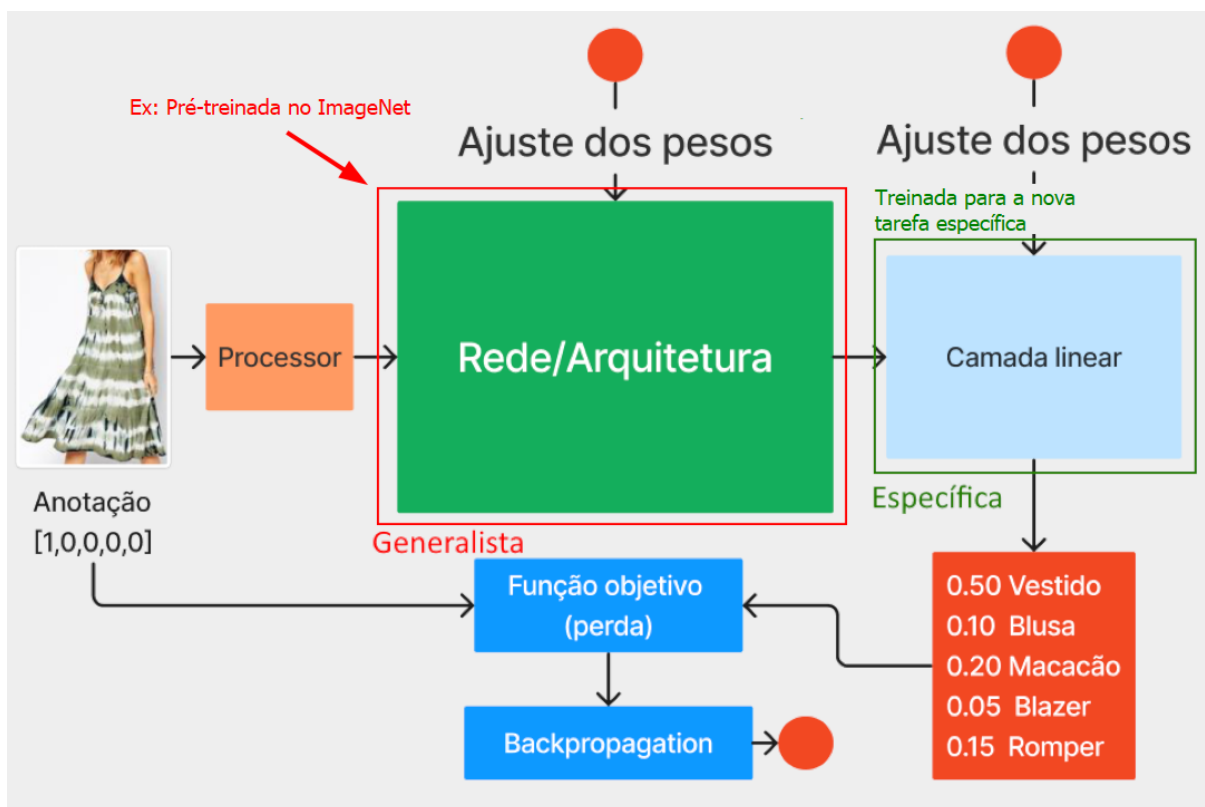 Ex: Pré-treinada no ImageNet
Ajuste dos pesos
Ajuste dos pesos
Treinada para a nova
tarefa específica
Processor
Rede/Arquitetura
Camada linear
Anotação
[1,0,0,0,0]
Generalista
Específica
Função objetivo
(perda)
Backpropagation
0.50 Vestido
0.10 Blusa
0.20 Macacão
0.05 Blazer
0.15 Romper